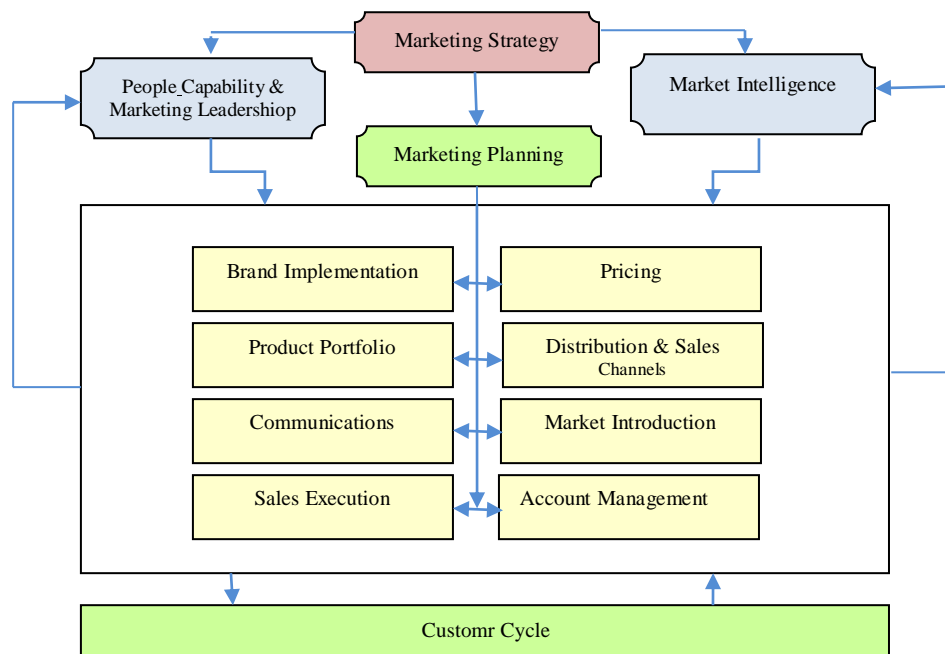 Marketing Strategy
People Capability &
Marketing Leadershiop
Market Intelligence
Marketing Planning
Brand Implementation
Pricing
Product Portfolio
Distribution & Sales
Channels
Communications
Market Introduction
Sales Execution
Account Management
Customr Cycle